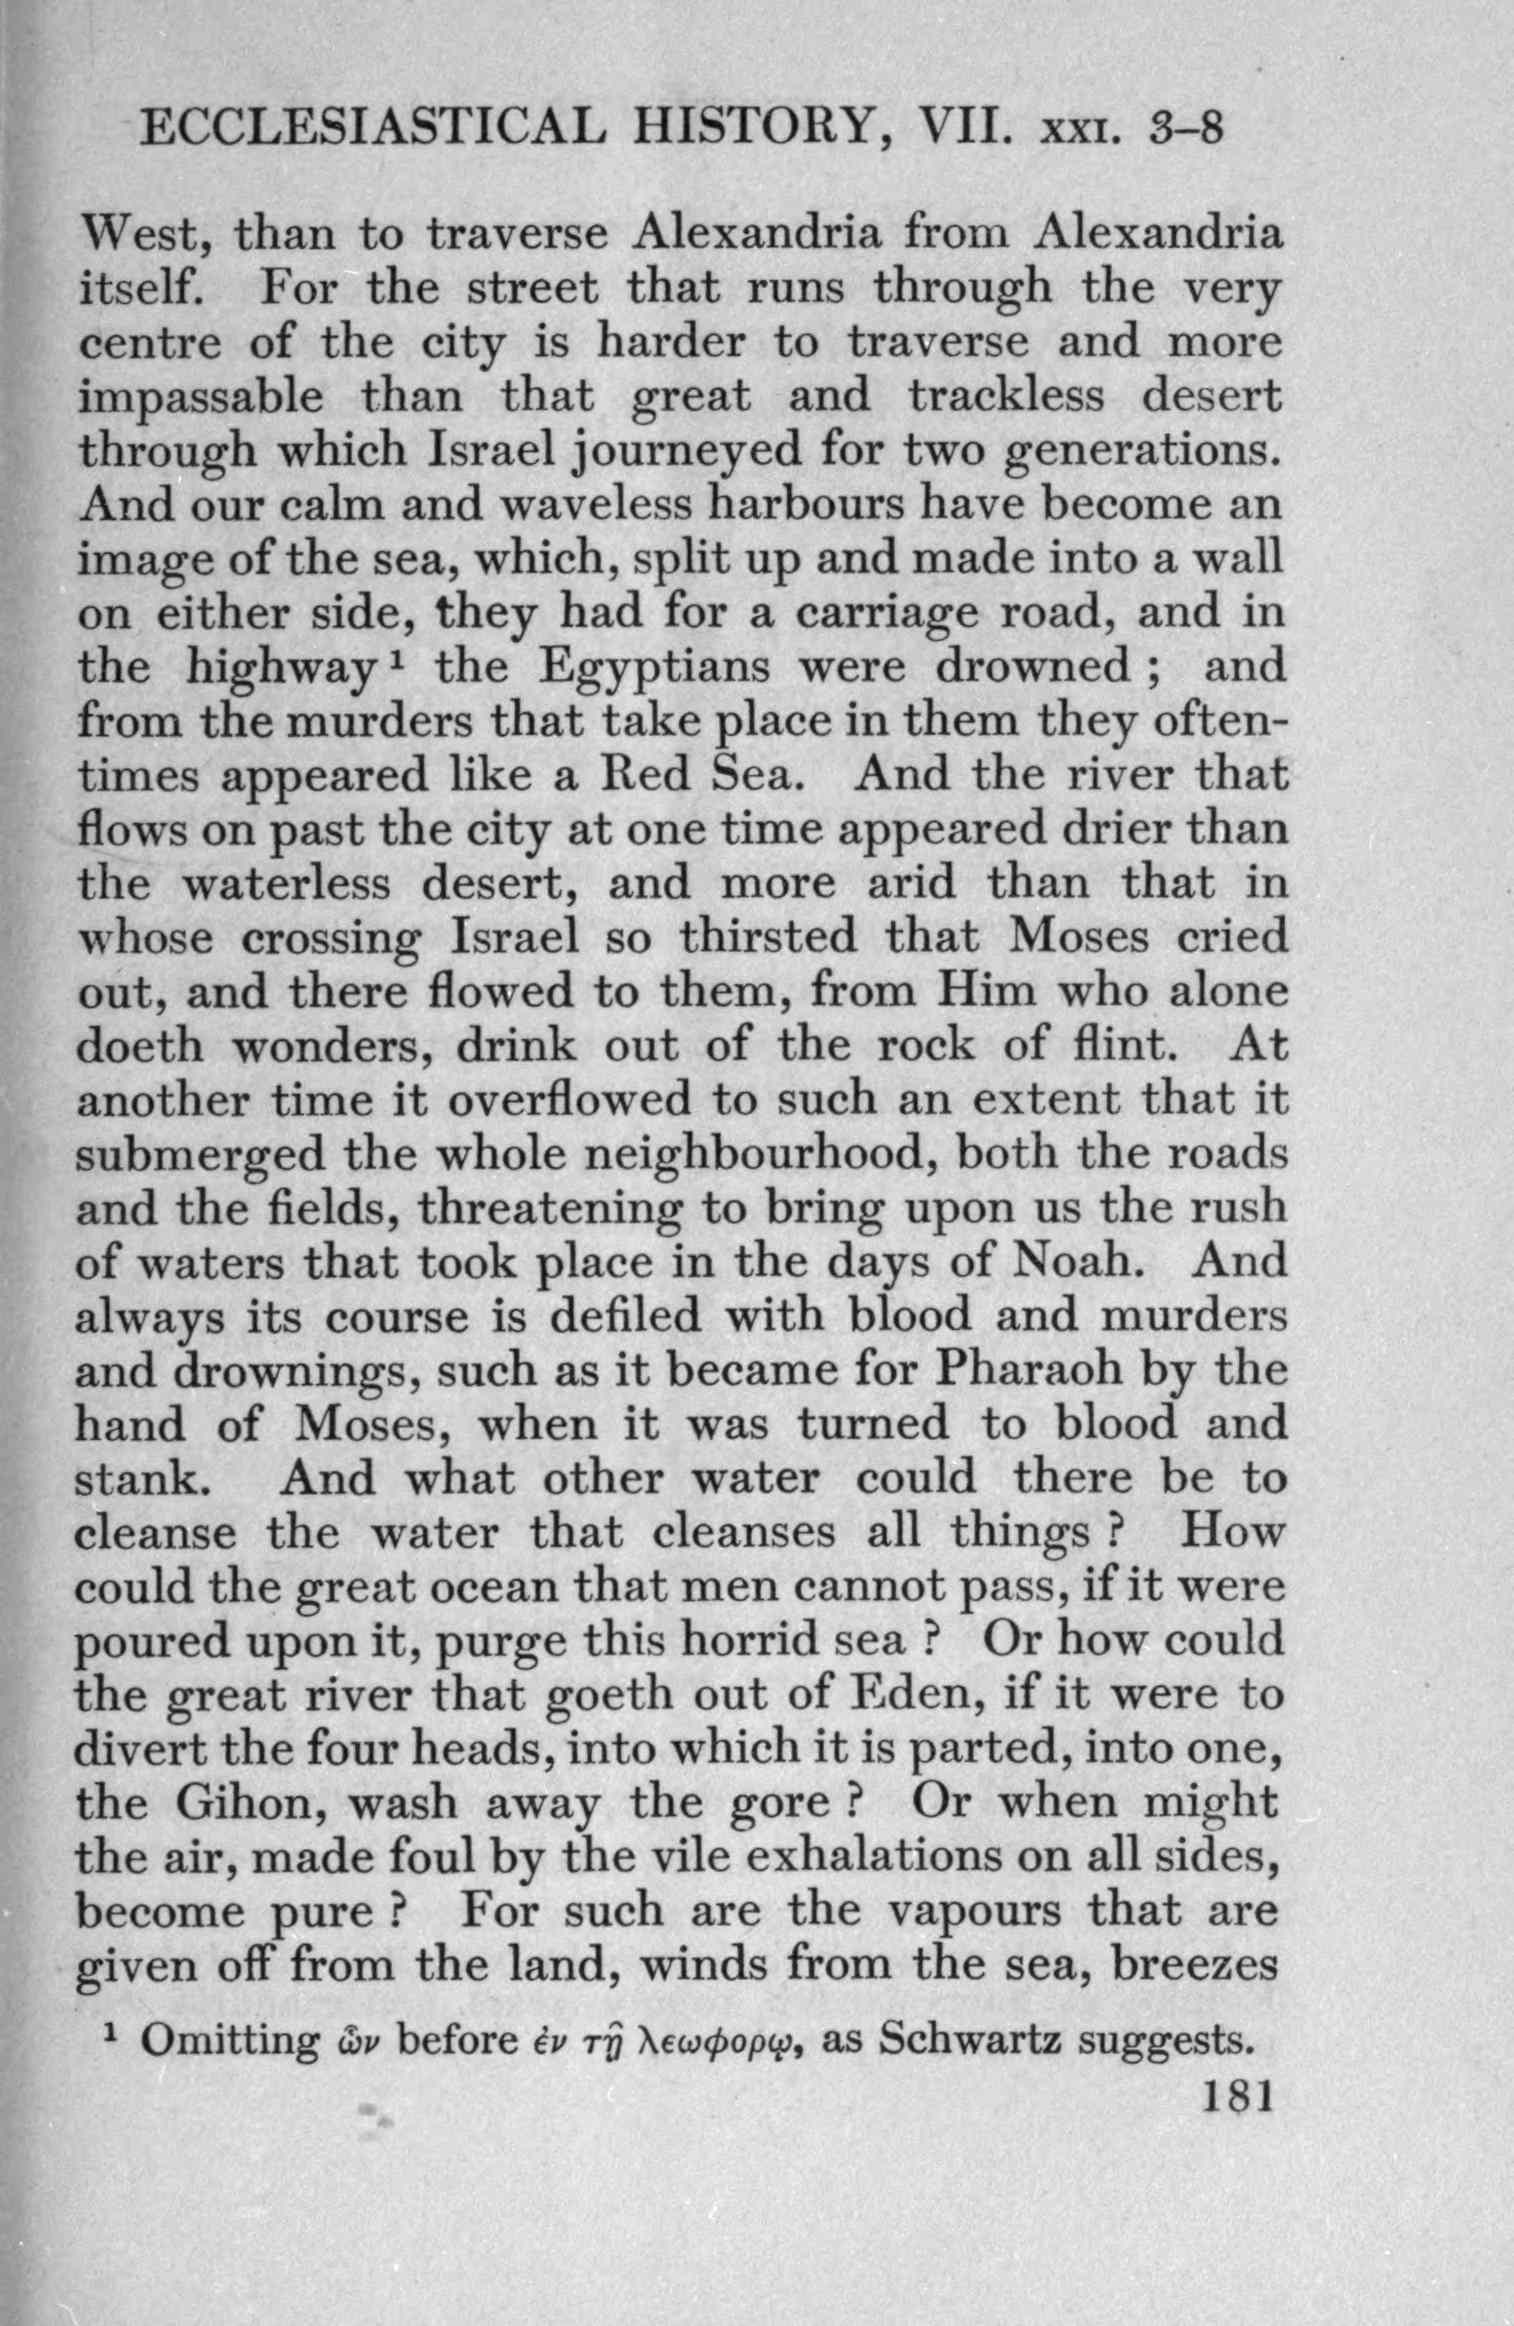 ECCLESIASTICAL HISTORY, VII. XXI. 3–8
West, than to traverse Alexandria from Alexandria
itself. For the street that runs through the very
centre of the city is harder to traverse and more
impassable than that great and trackless desert
through which Israel journeyed for two generations.
And our calm and waveless harbours have become an
image of the sea, which, split up and made into a wall
on either side, they had for a carriage road, and in
the highway¹ the Egyptians were drowned ; and
from the murders that take place in them they often-
times appeared like a Red Sea. And the river that
flows on past the city at one time appeared drier than
the waterless desert, and more arid than that in
whose crossing Israel so thirsted that Moses cried
out, and there flowed to them, from Him who alone
doeth wonders, drink out of the rock of flint. At
another time it overflowed to such an extent that it
submerged the whole neighbourhood, both the roads
and the fields, threatening to bring upon us the rush
of waters that took place in the days of Noah. And
always its course is defiled with blood and murders
and drownings, such as it became for Pharaoh by the
hand of Moses, when it was turned to blood and
stank. And what other water could there be to
cleanse the water that cleanses all things ? How
could the great ocean that men cannot pass, if it were
poured upon it, purge this horrid sea ? Or how could
the great river that goeth out of Eden, if it were to
divert the four heads, into which it is parted, into one,
the Gihon, wash away the gore ? Or when might
the air, made foul by the vile exhalations on all sides,
become pure ? For such are the vapours that are
given off from the land, winds from the sea, breezes
¹ Omitting ὧν before ἐν τῇ λεωφορῳ, as Schwartz suggests.
181